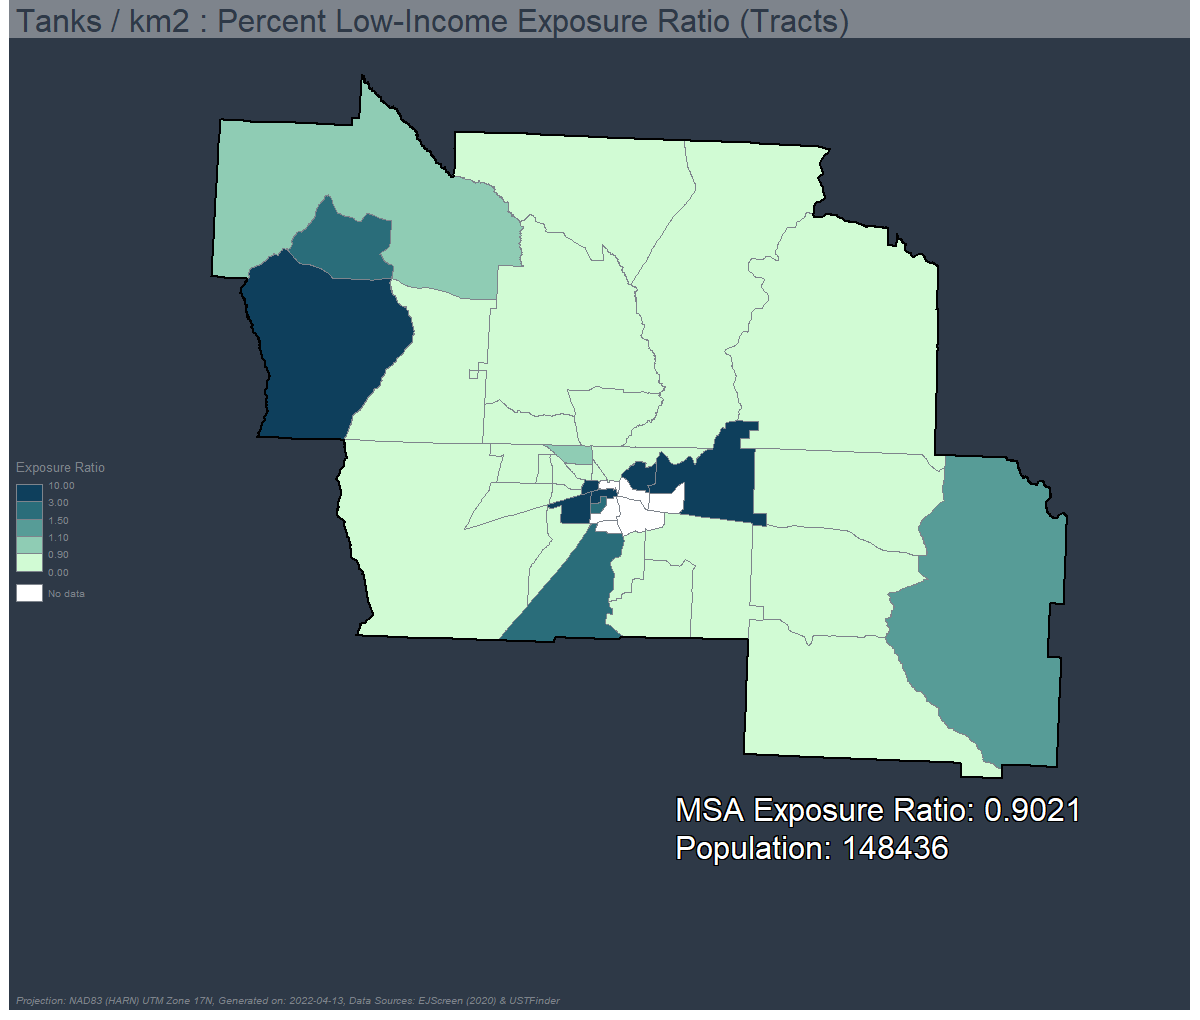 Tanks / km2 : Percent Low-Income Exposure Ratio (Tracts)
Exposure Ratio
10.00
3.00
1.50
1.10
0.90
0.00
No data
MSA Exposure Ratio: 0.9021
Population: 148436
Projection: NAD83 (HARN) UTM Zone 17N, Generated on: 2022-04-13, Data Sources: EJScreen (2020) & USTFinder